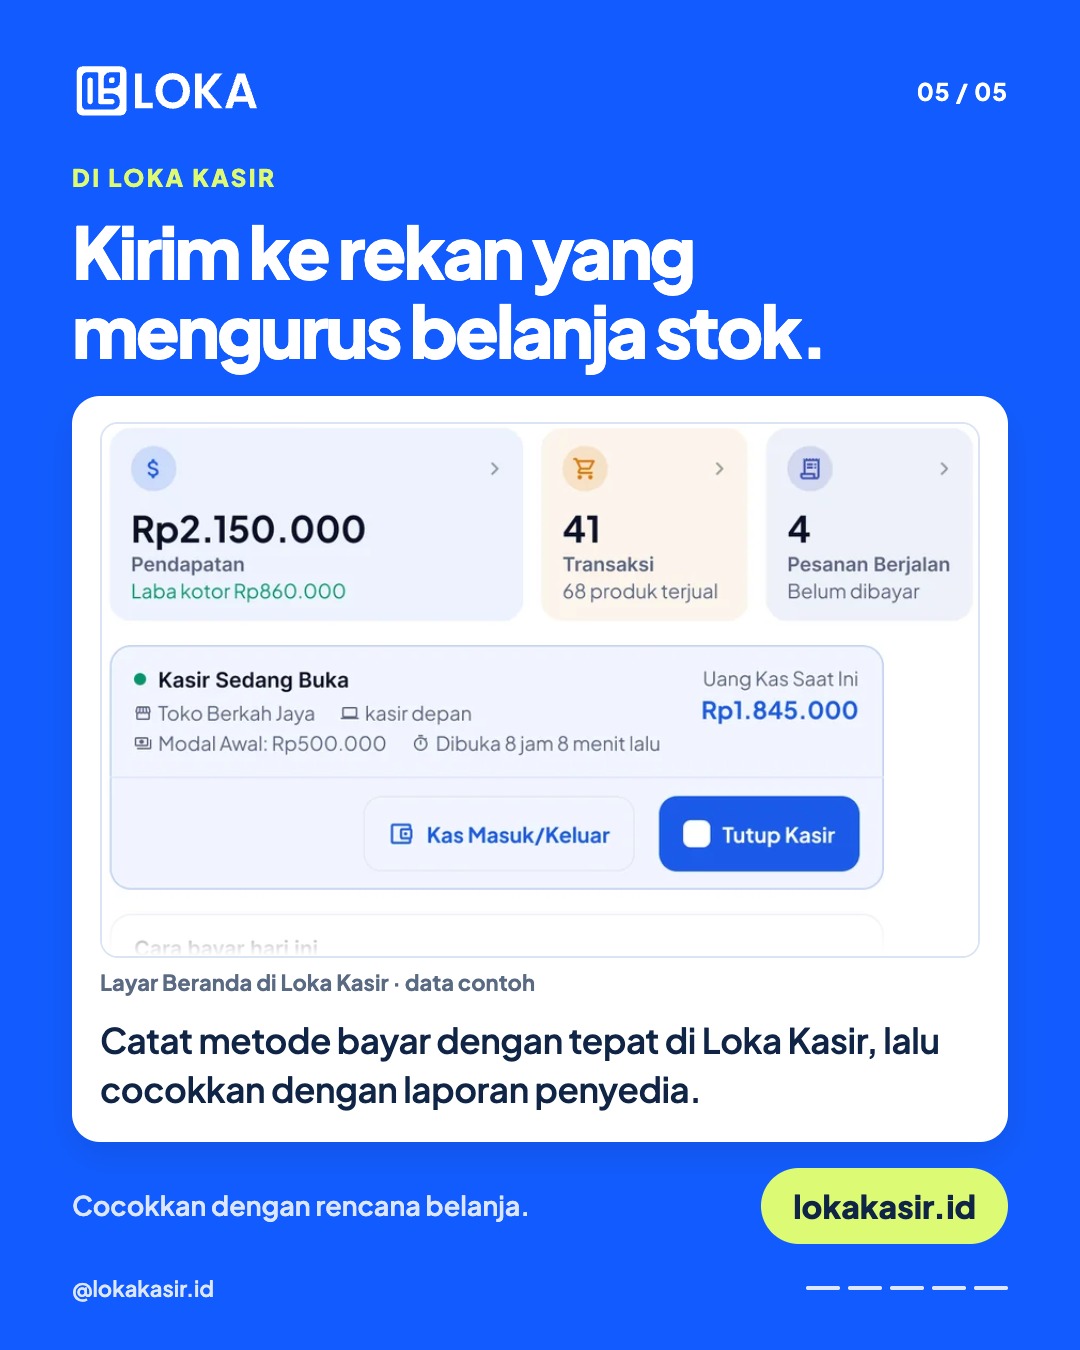 LOKA
05 / 05
DI LOKA KASIR
Kirim ke rekan yang
mengurus belanja stok.
Rp2.150.000
Pendapatan
Laba kotor Rp860.000
41
Transaksi
68 produk terjual
4
Pesanan Berjalan
Belum dibayar
Kasir Sedang Buka
Toko Berkah Jaya
kasir depan
Modal Awal: Rp500.000
Dibuka 8 jam 8 menit lalu
Uang Kas Saat Ini
Rp1.845.000
Kas Masuk/Keluar
Tutup Kasir
Cara bayar hari ini
Layar Beranda di Loka Kasir · data contoh
Catat metode bayar dengan tepat di Loka Kasir, lalu
cocokkan dengan laporan penyedia.
Cocokkan dengan rencana belanja.
lokakasir.id
@lokakasir.id